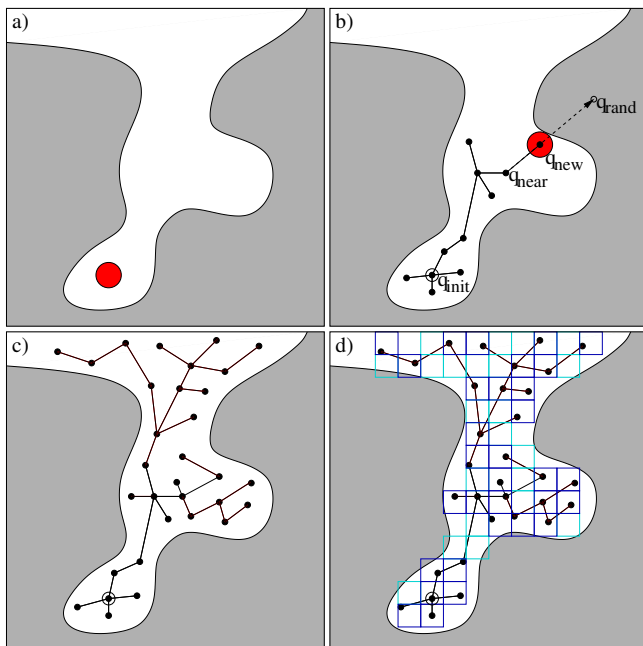 a)
b)
q_rand
q_new
q_near
q_init
c)
d)